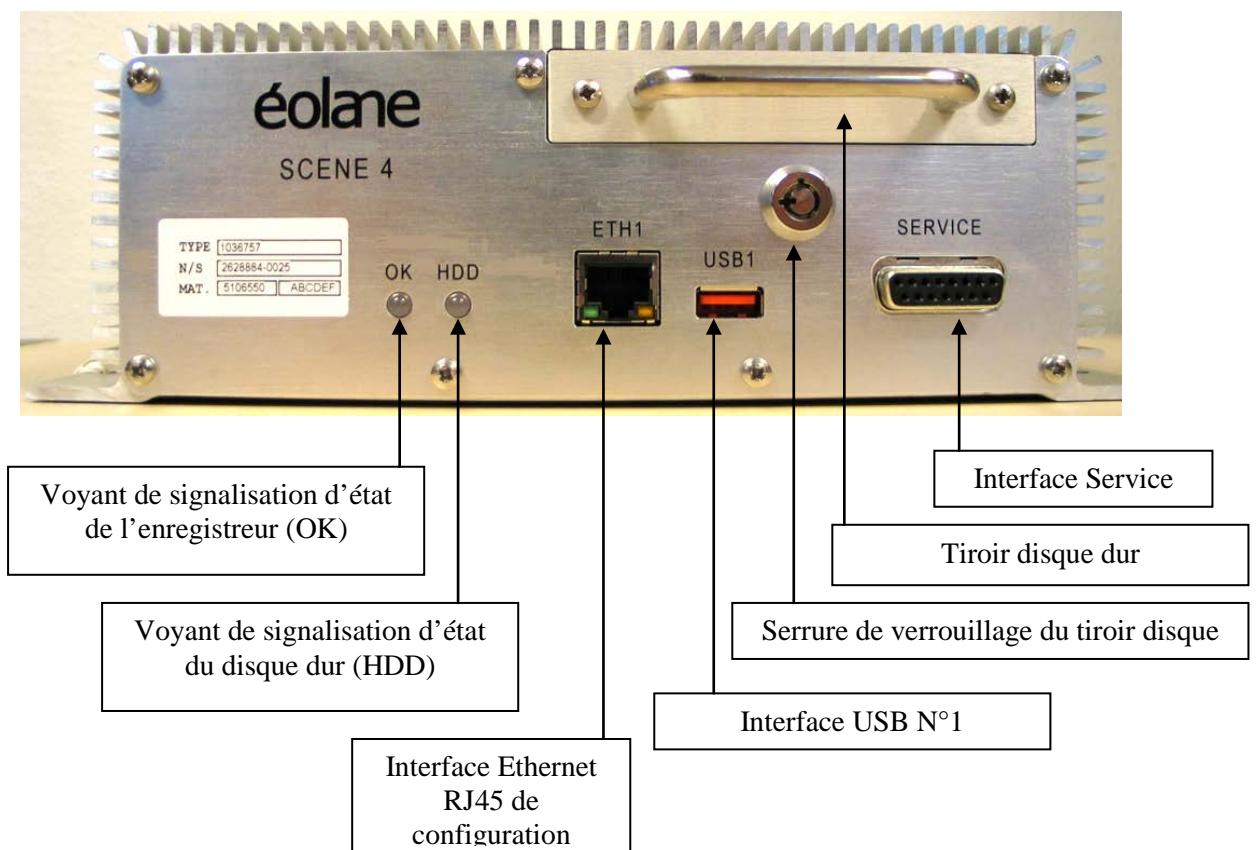 éolane
SCENE 4
TYPE 1036757
N/S 2628884-0025
MAT. 5106550 ABCDEF
OK HDD
ETH1
USB1
SERVICE
Voyant de signalisation d’état
de l’enregistreur (OK)
Interface Service
Tiroir disque dur
Voyant de signalisation d’état
du disque dur (HDD)
Serrure de verrouillage du tiroir disque
Interface USB N°1
Interface Ethernet
RJ45 de
configuration